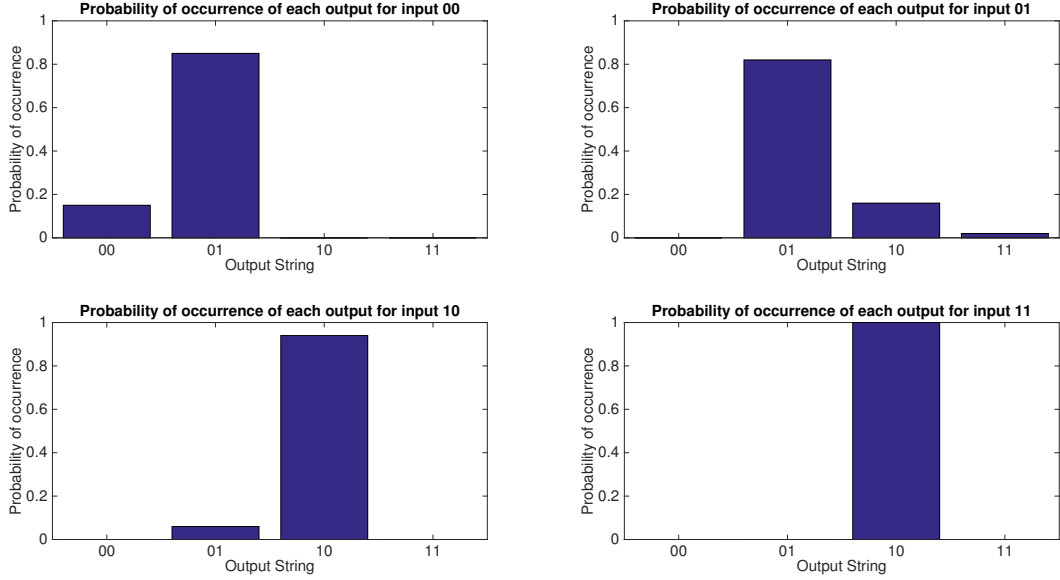 Probability of occurrence of each output for input 00
Probability of occurrence
1
0.8
0.6
0.4
0.2
0
00 01 10 11
Output String
Probability of occurrence of each output for input 01
Probability of occurrence
1
0.8
0.6
0.4
0.2
0
00 01 10 11
Output String
Probability of occurrence of each output for input 10
Probability of occurrence
1
0.8
0.6
0.4
0.2
0
00 01 10 11
Output String
Probability of occurrence of each output for input 11
Probability of occurrence
1
0.8
0.6
0.4
0.2
0
00 01 10 11
Output String